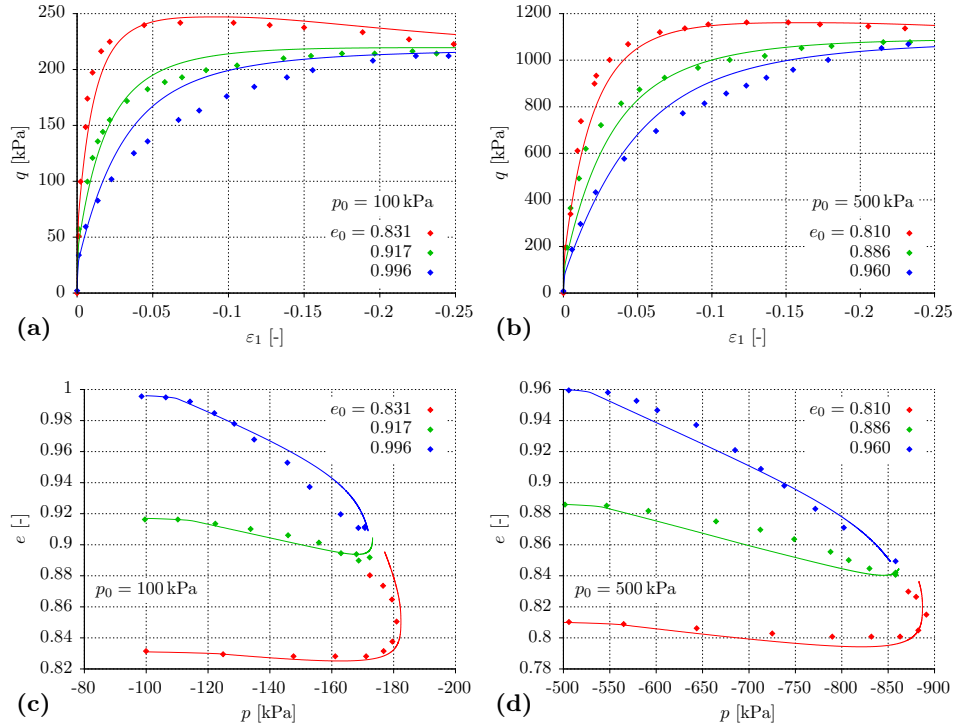 250
200
150
100
50
0
q [kPa]
p0 = 100 kPa
e0 = 0.831
0.917
0.996
0 -0.05 -0.1 -0.15 -0.2 -0.25
ε1 [-]
(a)
1200
1000
800
600
400
200
0
q [kPa]
p0 = 500 kPa
e0 = 0.810
0.886
0.960
0 -0.05 -0.1 -0.15 -0.2 -0.25
ε1 [-]
(b)
1
0.98
0.96
0.94
0.92
0.9
0.88
0.86
0.84
0.82
e [-]
e0 = 0.831
0.917
0.996
p0 = 100 kPa
-80 -100 -120 -140 -160 -180 -200
p [kPa]
(c)
0.96
0.94
0.92
0.9
0.88
0.86
0.84
0.82
0.8
0.78
e [-]
e0 = 0.810
0.886
0.960
p0 = 500 kPa
-500 -550 -600 -650 -700 -750 -800 -850 -900
p [kPa]
(d)